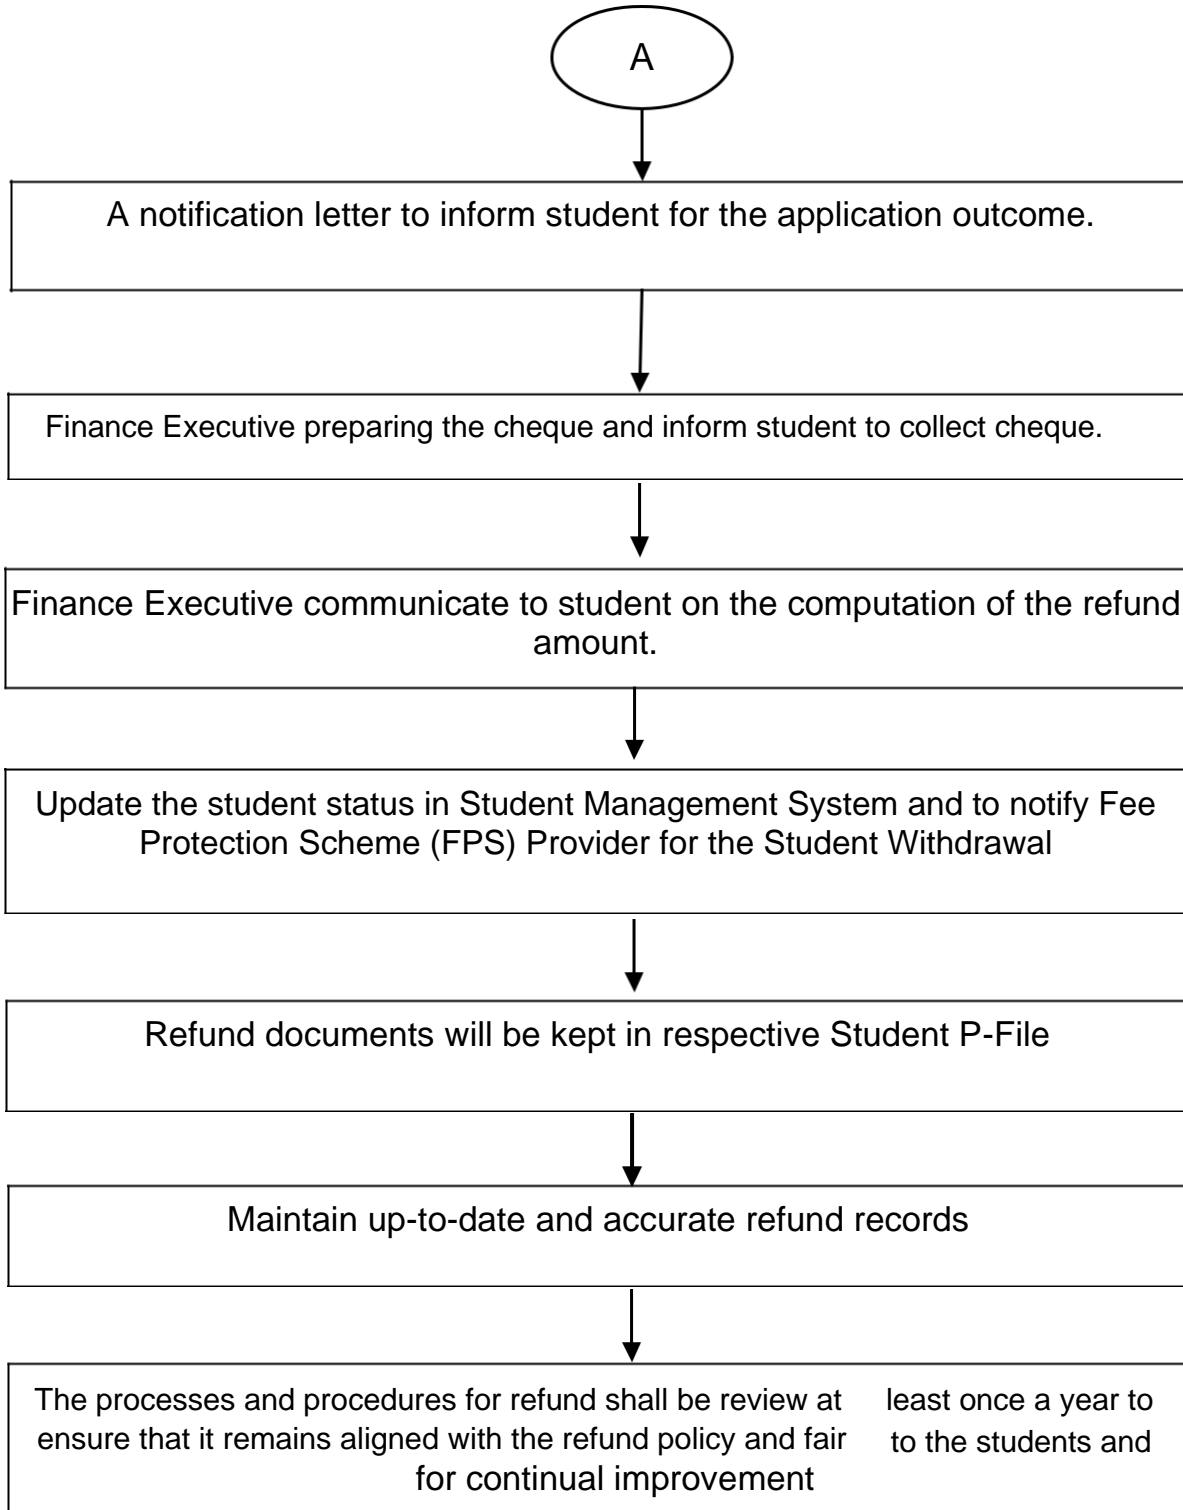 A
A notification letter to inform student for the application outcome.
Finance Executive preparing the cheque and inform student to collect cheque.
Finance Executive communicate to student on the computation of the refund
amount.
Update the student status in Student Management System and to notify Fee
Protection Scheme (FPS) Provider for the Student Withdrawal
Refund documents will be kept in respective Student P-File
Maintain up-to-date and accurate refund records
The processes and procedures for refund shall be review at least once a year to
ensure that it remains aligned with the refund policy and fair to the students and
for continual improvement